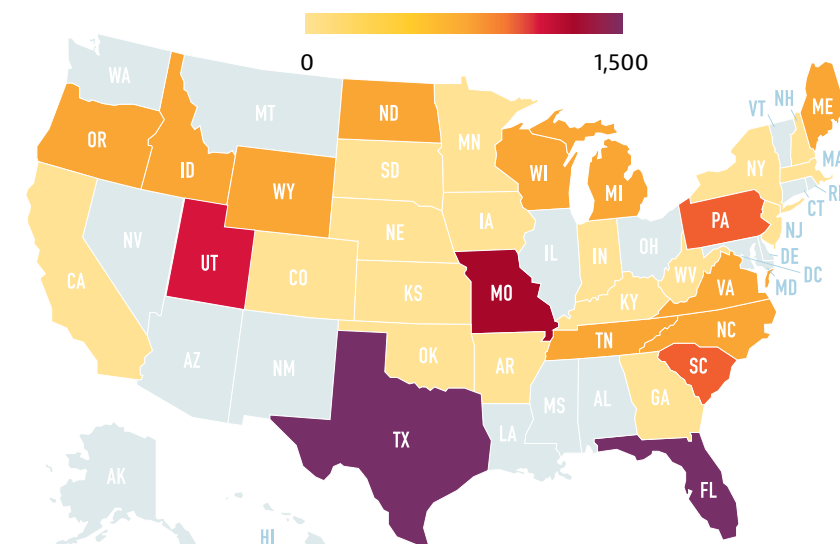 0 1,500
WA
MT
ND
MN
OR
ID
WY
SD
WI
MI
VT
NH
ME
NY
MA
RI
CT
NJ
PA
NV
UT
CO
NE
IA
IL
IN
OH
DE
DC
MD
WV
VA
CA
KS
MO
KY
AZ
NM
OK
AR
TN
NC
SC
TX
LA
MS
AL
GA
FL
AK
HI